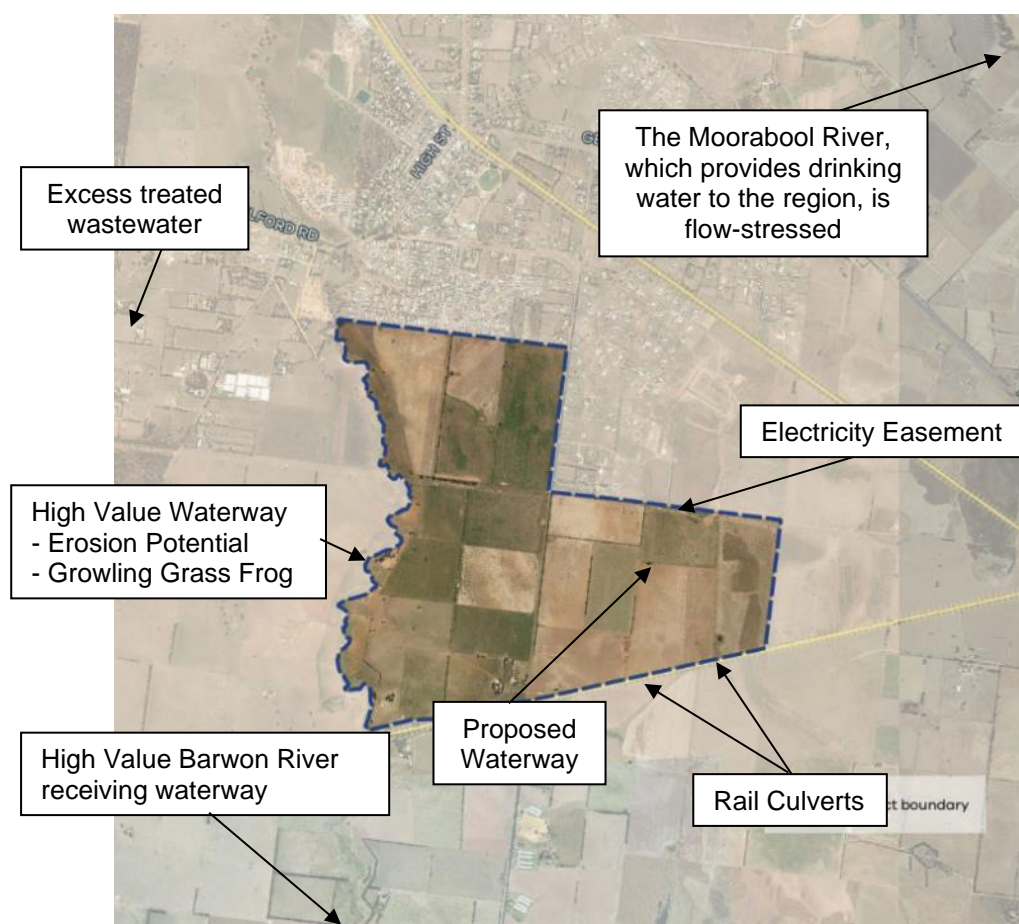 The Moorabool River,
which provides drinking
water to the region, is
flow-stressed
HIGH ST
Excess treated
wastewater
RD
Electricity Easement
High Value Waterway
- Erosion Potential
- Growling Grass Frog
Proposed
Waterway
High Value Barwon River
receiving waterway
Rail Culverts
boundary